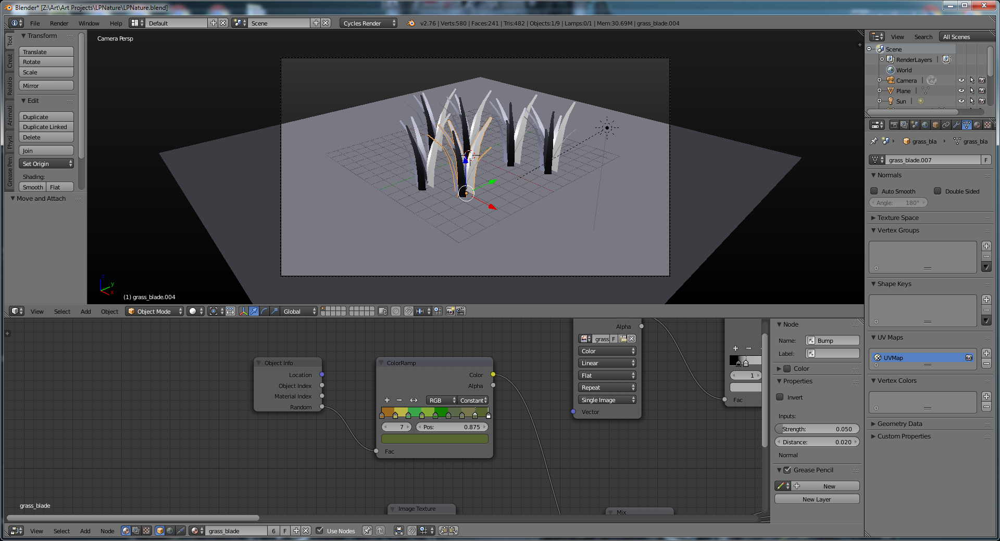 Blender* [Z:\Art\Art Projects\LPNature\LPNature.blend]
File Render Window Help Default Scene Cycles Render v2.76 | Verts:580 | Faces:241 | Tris:482 | Objects:1/9 | Lamps:0/1 | Mem:30.69M | grass_blade.004
Tool
Creat
Relatio
Animati
Physi
Grease Pen
Transform
Translate
Rotate
Scale
Mirror
Edit
Duplicate
Duplicate Linked
Delete
Join
Set Origin
Shading:
Smooth Flat
Move and Attach
Camera Persp
z
y
x
(1) grass_blade.004
View Select Add Object Object Mode Global
View Search All Scenes
Scene
RenderLayers |
World
Camera |
Plane |
Sun |
grass_bla grass_bla
grass_blade.007 F
Normals
Auto Smooth Double Sided
Angle: 180°
Texture Space
Vertex Groups
Shape Keys
UV Maps
UVMap
Vertex Colors
Geometry Data
Custom Properties
Object Info
Location
Object Index
Material Index
Random
ColorRamp
Color
Alpha
RGB Constant
7 Pos: 0.875
Fac
Alpha
grass F
Color
Linear
Flat
Repeat
Single Image
Vector
1
Fac
Image Texture
Mix
grass_blade
Node
Name: Bump
Label:
Color
Properties
Invert
Inputs:
Strength: 0.050
Distance: 0.020
Normal
Grease Pencil
New
New Layer
View Select Add Node grass_blade 6 F Use Nodes